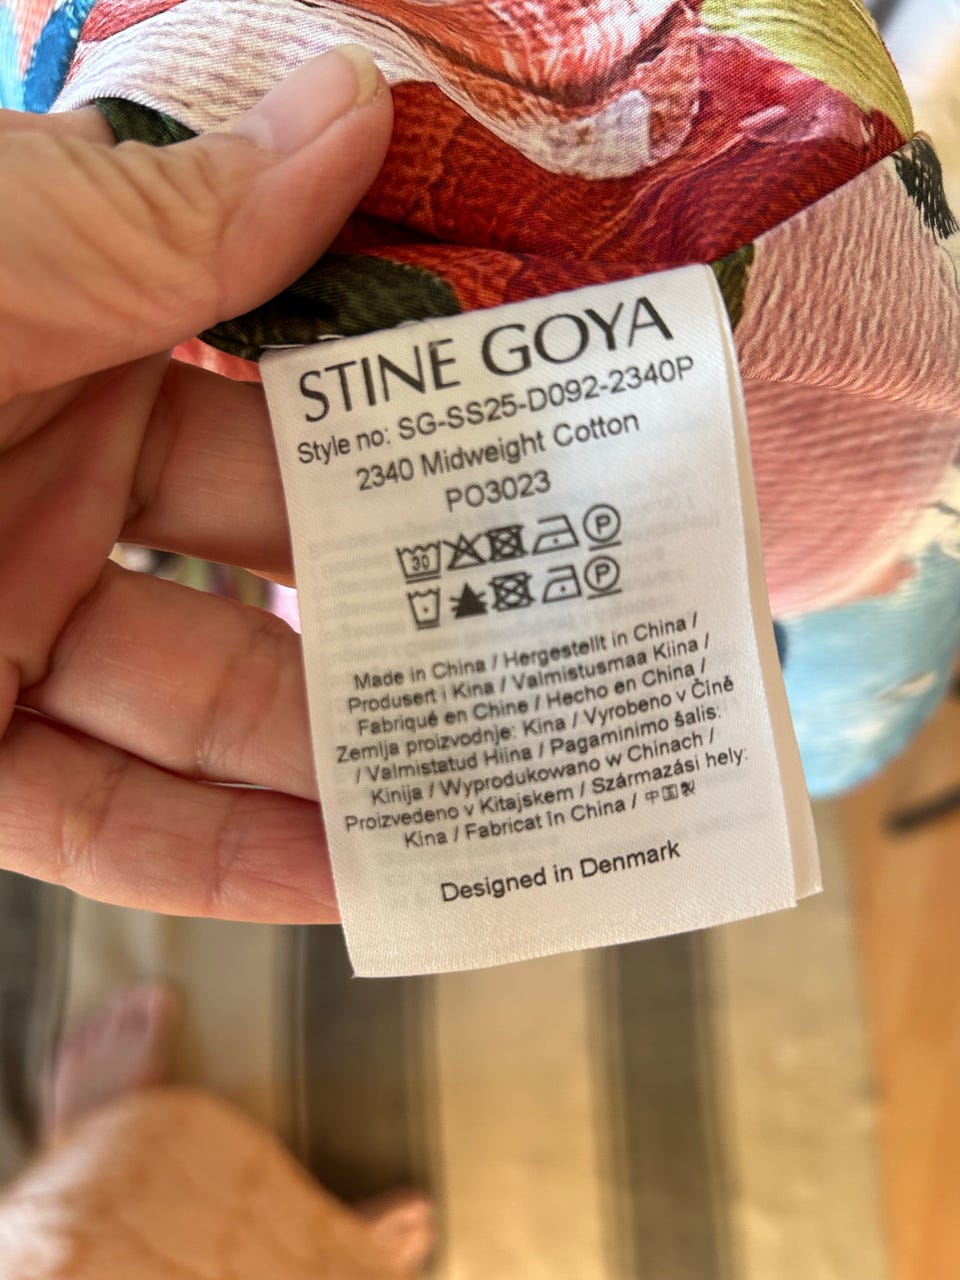 STINE GOYA
Style no: SG-SS25-D092-2340P
2340 Midweight Cotton
PO3023
30
P
P
Made in China / Hergestellt in China /
Produsert i Kina / Valmistusmaa Kiina /
Fabriqué en Chine / Hecho en China /
Zemlja proizvodnje: Kina / Vyrobeno v Číně
/ Valmistatud Hiina / Pagaminimo šalis:
Kinija / Wyprodukowano w Chinach /
Proizvedeno v Kitajskem / Származási hely:
Kina / Fabricat în China / 中国製
Designed in Denmark